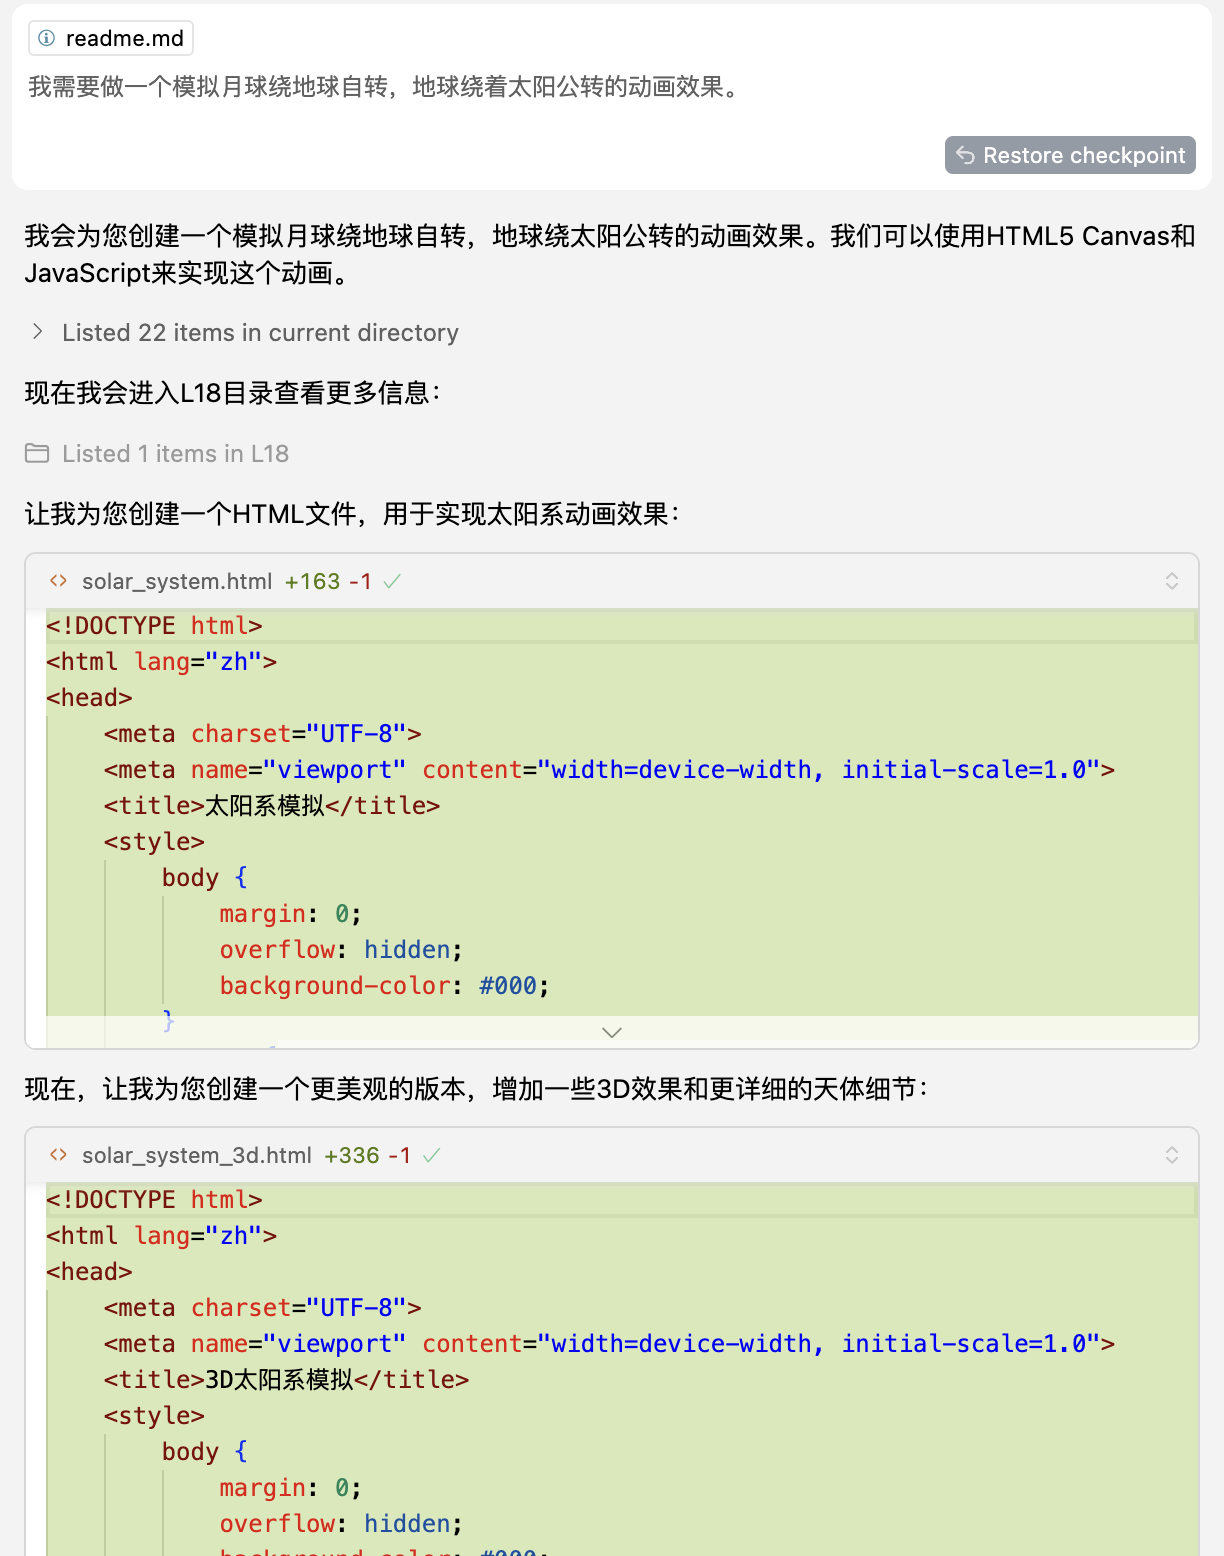 readme.md
我需要做一个模拟月球绕地球自转，地球绕着太阳公转的动画效果。
Restore checkpoint
我会为您创建一个模拟月球绕地球自转，地球绕太阳公转的动画效果。我们可以使用HTML5 Canvas和
JavaScript来实现这个动画。
Listed 22 items in current directory
现在我会进入L18目录查看更多信息：
Listed 1 items in L18
让我为您创建一个HTML文件，用于实现太阳系动画效果：
<> solar_system.html +163 -1
<!DOCTYPE html>
<html lang="zh">
<head>
    <meta charset="UTF-8">
    <meta name="viewport" content="width=device-width, initial-scale=1.0">
    <title>太阳系模拟</title>
    <style>
        body {
            margin: 0;
            overflow: hidden;
            background-color: #000;
        }
现在，让我为您创建一个更美观的版本，增加一些3D效果和更详细的天体细节：
<> solar_system_3d.html +336 -1
<!DOCTYPE html>
<html lang="zh">
<head>
    <meta charset="UTF-8">
    <meta name="viewport" content="width=device-width, initial-scale=1.0">
    <title>3D太阳系模拟</title>
    <style>
        body {
            margin: 0;
            overflow: hidden;
            background-color: #000;